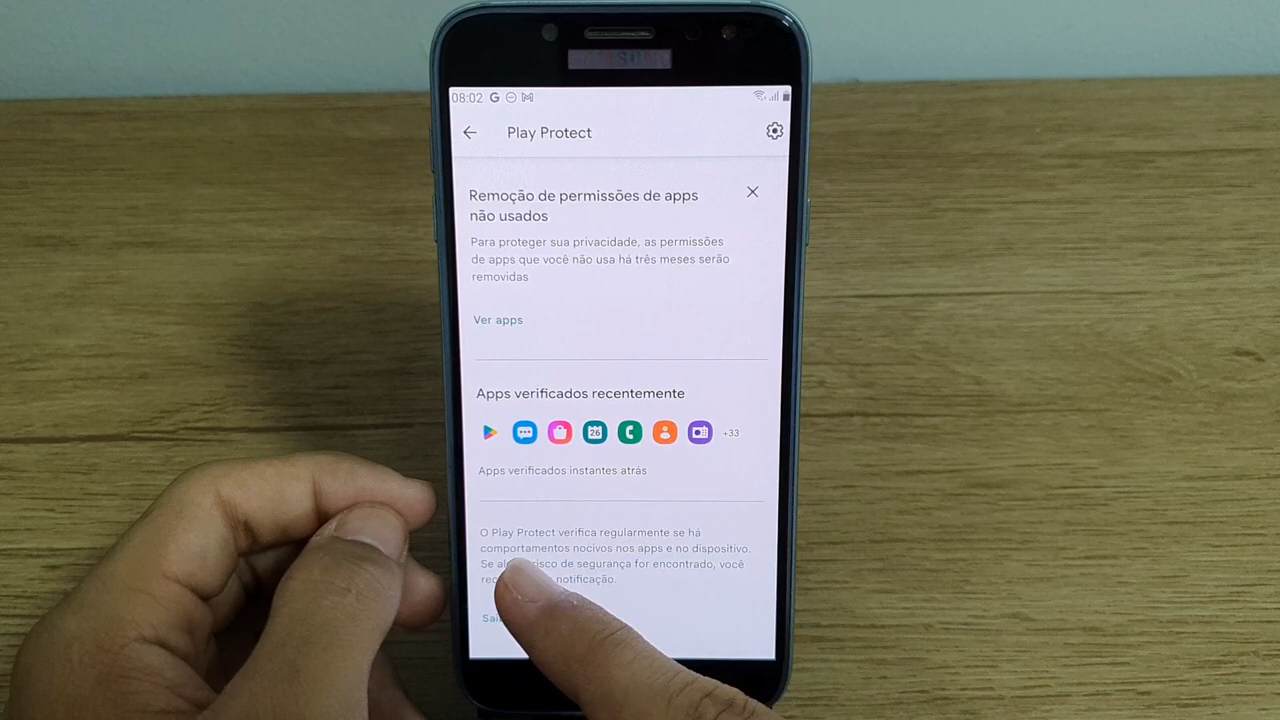 08:02
Play Protect
Remoção de permissões de apps
não usados
Para proteger sua privacidade, as permissões
de apps que você não usa há três meses serão
removidas
Ver apps
Apps verificados recentemente
26
+33
Apps verificados instantes atrás
O Play Protect verifica regularmente se há
comportamentos nocivos nos apps e no dispositivo.
Se risco de segurança for encontrado, você
notificação.